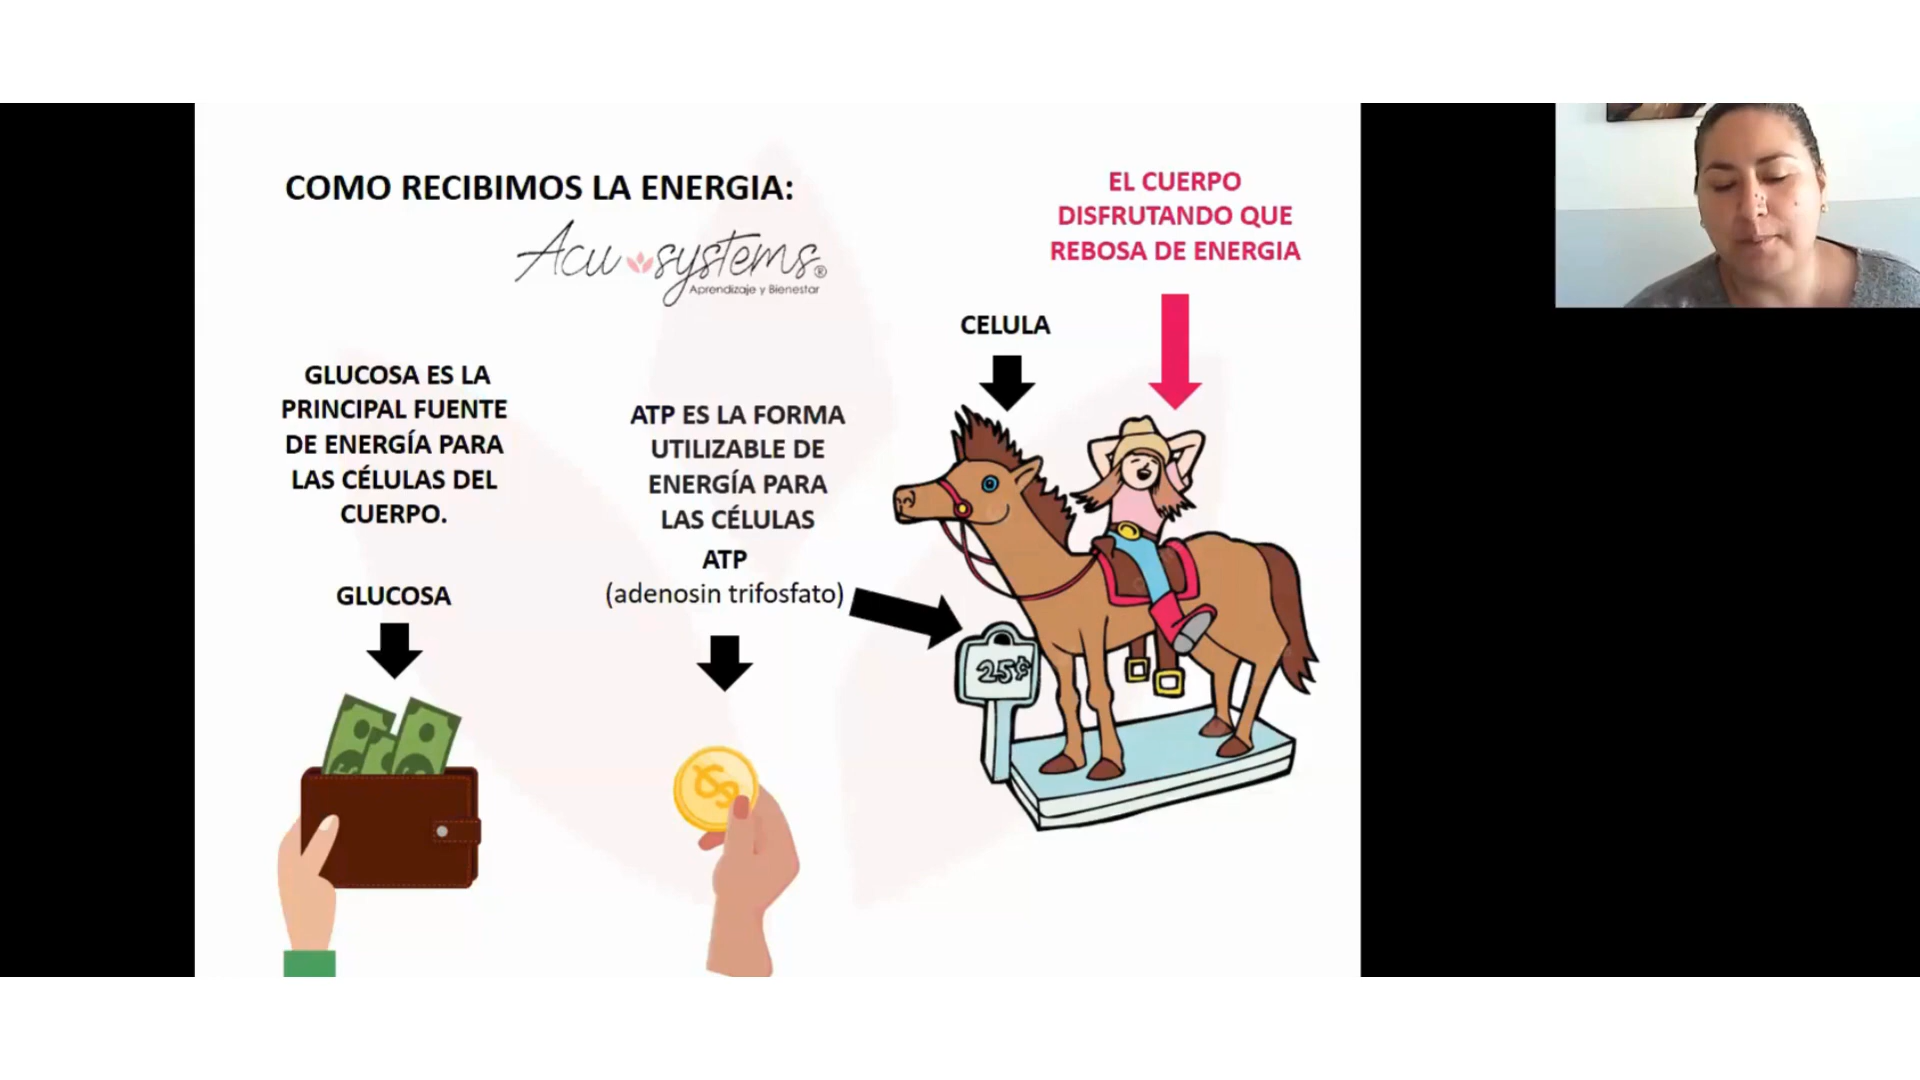 COMO RECIBIMOS LA ENERGIA:
Acu systems®
Aprendizaje y Bienestar
EL CUERPO
DISFRUTANDO QUE
REBOSA DE ENERGIA
CELULA
GLUCOSA ES LA
PRINCIPAL FUENTE
DE ENERGÍA PARA
LAS CÉLULAS DEL
CUERPO.
GLUCOSA
ATP ES LA FORMA
UTILIZABLE DE
ENERGÍA PARA
LAS CÉLULAS
ATP
(adenosin trifosfato)
25¢